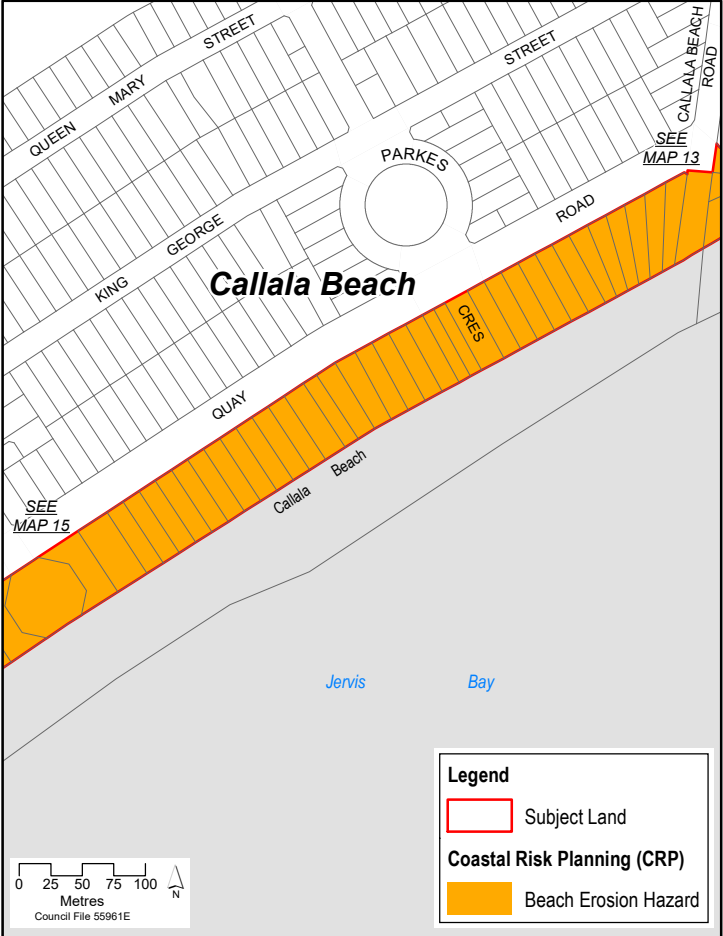 STREET
MARY
QUEEN
STREET
CALLALA BEACH
ROAD
SEE
MAP 13
PARKES
ROAD
GEORGE
KING
Callala Beach
CRES
QUAY
Callala Beach
SEE
MAP 15
Jervis Bay
Legend
Subject Land
Coastal Risk Planning (CRP)
Beach Erosion Hazard
0 25 50 75 100
Metres
N
Council File 55961E